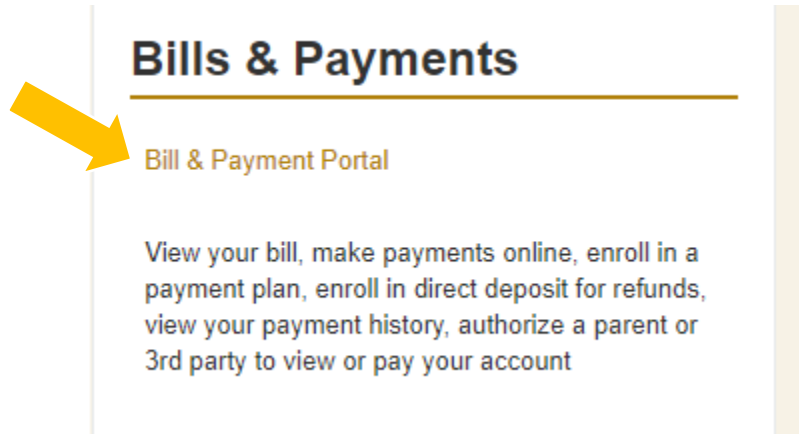 Bills & Payments
Bill & Payment Portal
View your bill, make payments online, enroll in a
payment plan, enroll in direct deposit for refunds,
view your payment history, authorize a parent or
3rd party to view or pay your account